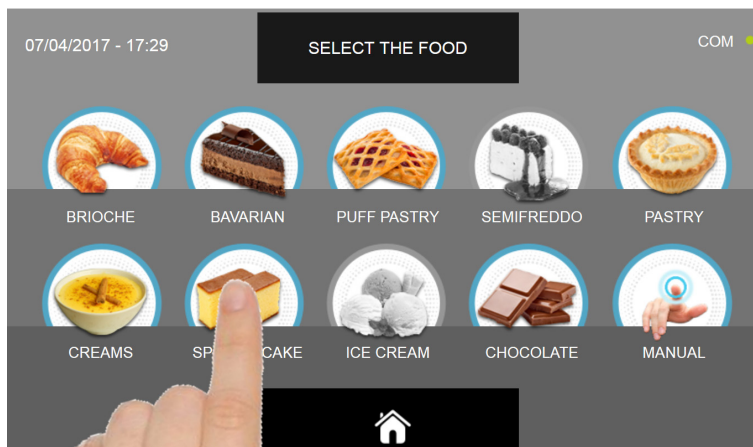 07/04/2017 - 17:29
SELECT THE FOOD
COM
BRIOCHE
BAVARIAN
PUFF PASTRY
SEMIFREDDO
PASTRY
CREAMS
CAKE
ICE CREAM
CHOCOLATE
MANUAL